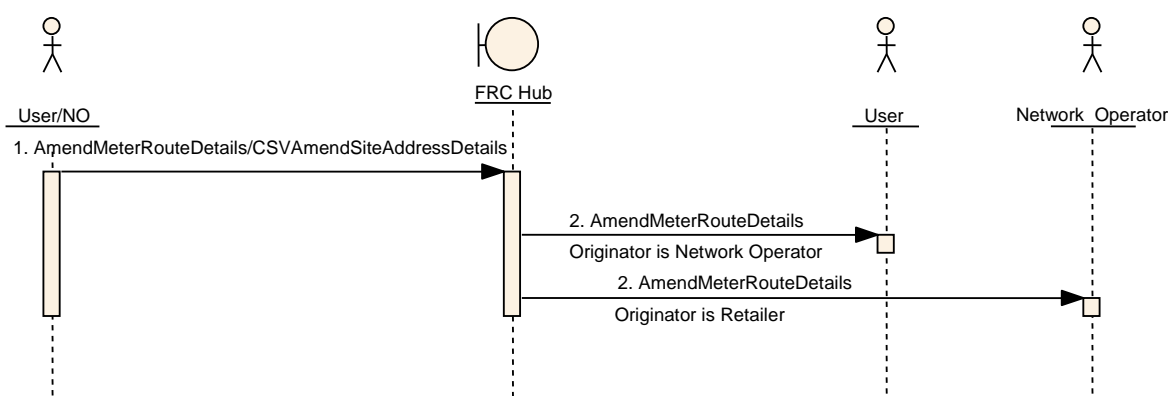 User/NO
FRC Hub
User
Network Operator
1. AmendMeterRouteDetails/CSVAmendSiteAddressDetails
2. AmendMeterRouteDetails
Originator is Network Operator
2. AmendMeterRouteDetails
Originator is Retailer